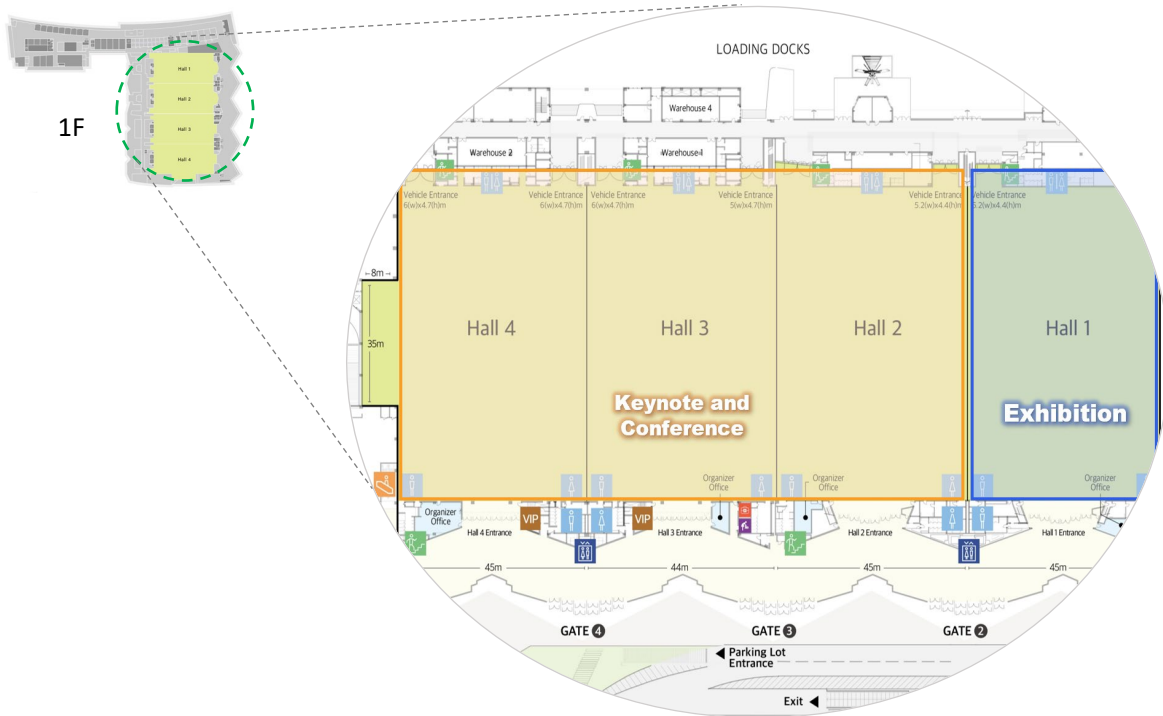 Hall 1
Hall 2
Hall 3
Hall 4
1F
LOADING DOCKS
Warehouse 4
Warehouse 2
Warehouse 1
Vehicle Entrance
6(w)x4.7(h)m
Vehicle Entrance
6(w)x4.7(h)m
Vehicle Entrance
6(w)x4.7(h)m
Vehicle Entrance
5(w)x4.7(h)m
Vehicle Entrance
5.2(w)x4.4(h)m
Vehicle Entrance
5.2(w)x4.4(h)m
8m
35m
Hall 4
Hall 3
Hall 2
Hall 1
Keynote and
Conference
Exhibition
Organizer
Office
Organizer
Office
Organizer
Office
Organizer
Office
VIP
VIP
Hall 4 Entrance
Hall 3 Entrance
Hall 2 Entrance
Hall 1 Entrance
45m
44m
45m
45m
GATE 4
GATE 3
GATE 2
Parking Lot
Entrance
Exit